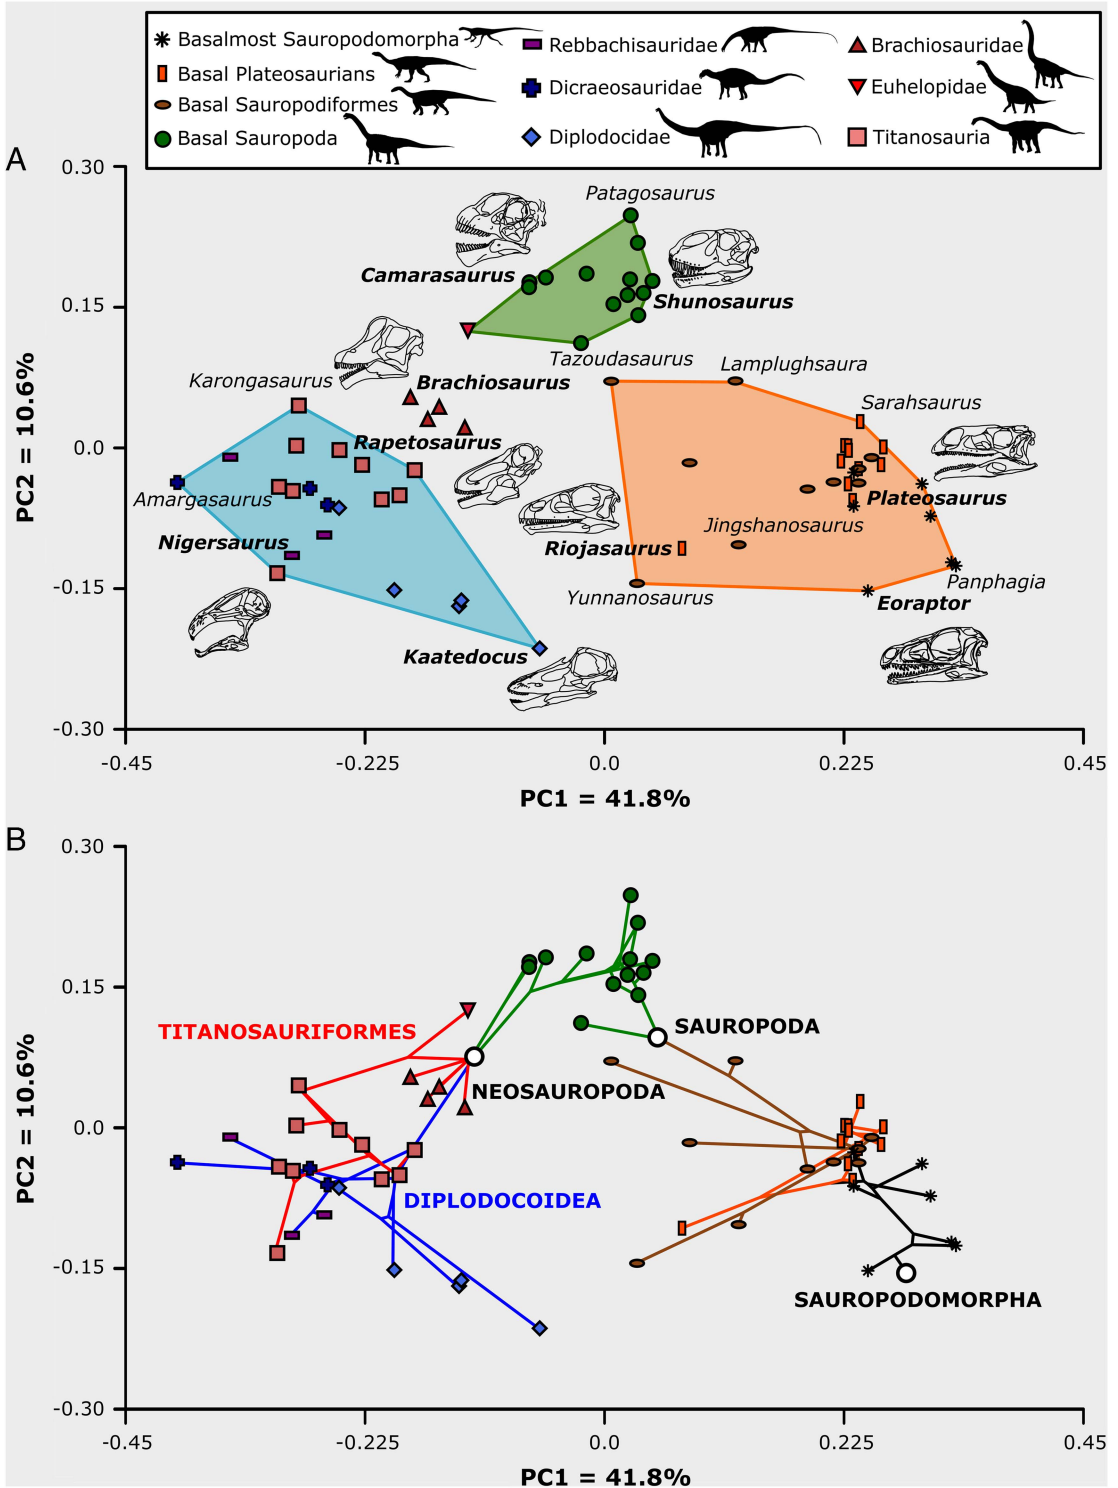 Basalmost Sauropodomorpha
Basal Plateosaurians
Basal Sauropodiformes
Basal Sauropoda
Rebbachisauridae
Dicraeosauridae
Diplodocidae
Brachiosauridae
Euhelopidae
Titanosauria
A
0.30
0.15
0.0
-0.15
-0.30
PC2 = 10.6%
Patagosaurus
Camarasaurus
Shunosaurus
Tazoudasaurus
Lamplughsaura
Karongasaurus
Brachiosaurus
Sarahsaurus
Rapetosaurus
Amargasaurus
Plateosaurus
Jingshanosaurus
Nigersaurus
Riojasaurus
Panphagia
Yunnanosaurus
Eoraptor
Kaatedocus
-0.45
-0.225
0.0
0.225
0.45
PC1 = 41.8%
B
0.30
0.15
0.0
-0.15
-0.30
PC2 = 10.6%
SAUROPODA
TITANOSAURIFORMES
NEOSAUROPODA
DIPLODOCOIDEA
SAUROPODOMORPHA
-0.45
-0.225
0.0
0.225
0.45
PC1 = 41.8%